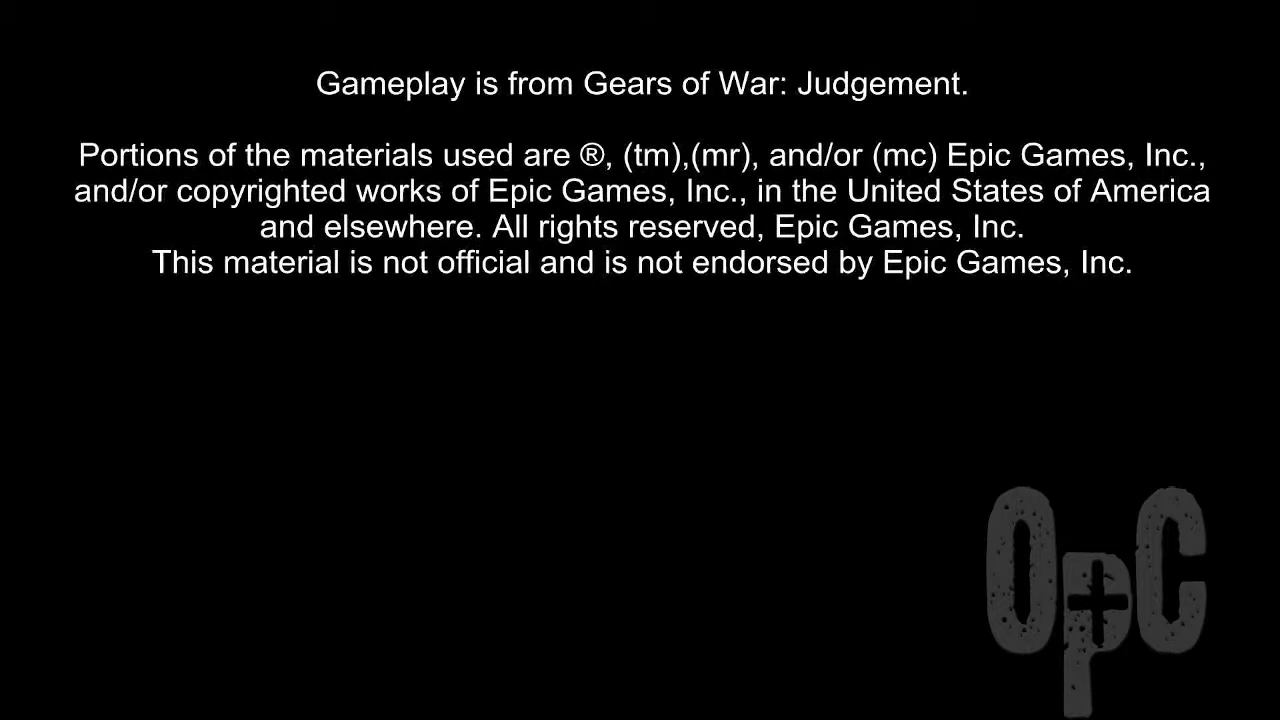 Gameplay is from Gears of War: Judgement.
Portions of the materials used are ®, (tm),(mr), and/or (mc) Epic Games, Inc.,
and/or copyrighted works of Epic Games, Inc., in the United States of America
and elsewhere. All rights reserved, Epic Games, Inc.
This material is not official and is not endorsed by Epic Games, Inc.
OpC